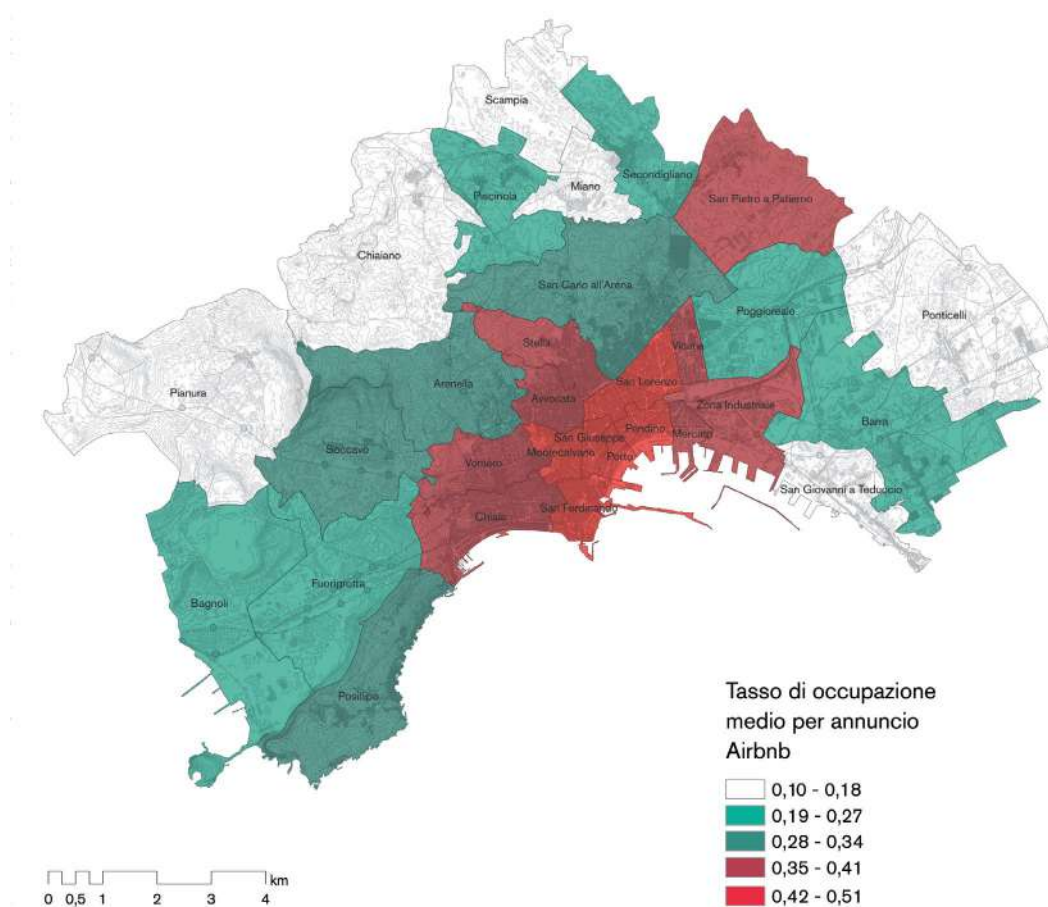 Scampia
Secondigliano
Piscinola
Miano
San Pietro a Patierno
Chiaiano
San Carlo all'Arena
Poggioreale
Ponticelli
Stella
Vicaria
Pianura
Arenella
San Lorenzo
Avvocata
Zona Industriale
Barra
Pendino
Mercato
San Giuseppe
Soccavo
Montecalvario
Porto
Vomero
San Giovanni a Teduccio
Chiaia
San Ferdinando
Fuorigrotta
Bagnoli
Posillipo
Tasso di occupazione
medio per annuncio
Airbnb
0,10 - 0,18
0,19 - 0,27
0,28 - 0,34
0,35 - 0,41
0,42 - 0,51
km
0 0,5 1 2 3 4